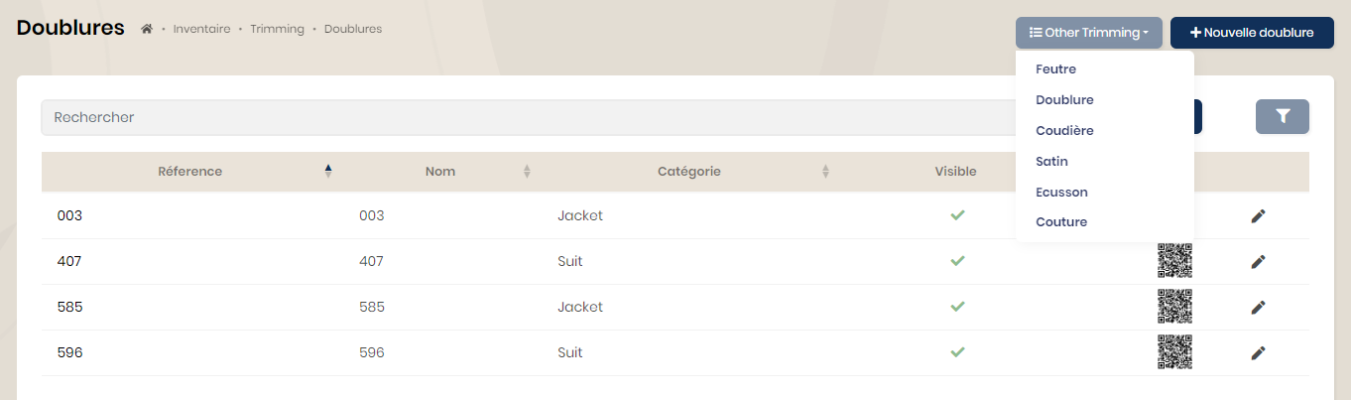 Doublures
Inventaire • Trimming • Doublures
Other Trimming
Nouvelle doublure
Feutre
Doublure
Coudière
Satin
Ecusson
Couture
Rechercher
Réference Nom Catégorie Visible
003 003 Jacket
407 407 Suit
585 585 Jacket
596 596 Suit